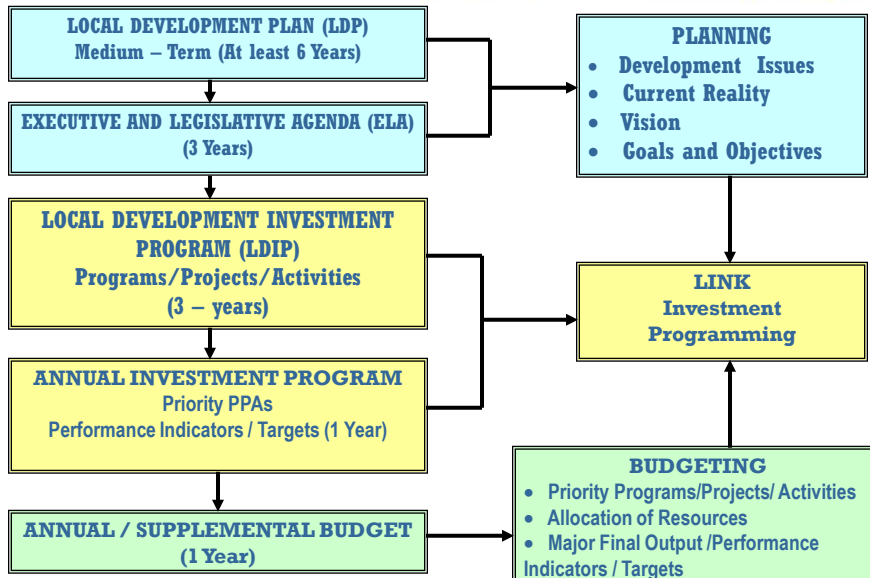 LOCAL DEVELOPMENT PLAN (LDP)
Medium – Term (At least 6 Years)
EXECUTIVE AND LEGISLATIVE AGENDA (ELA)
(3 Years)
LOCAL DEVELOPMENT INVESTMENT
PROGRAM (LDIP)
Programs/Projects/Activities
(3 – years)
ANNUAL INVESTMENT PROGRAM
Priority PPAs
Performance Indicators / Targets (1 Year)
ANNUAL / SUPPLEMENTAL BUDGET
(1 Year)
PLANNING
• Development Issues
• Current Reality
• Vision
• Goals and Objectives
LINK
Investment
Programming
BUDGETING
• Priority Programs/Projects/ Activities
• Allocation of Resources
• Major Final Output /Performance
Indicators / Targets